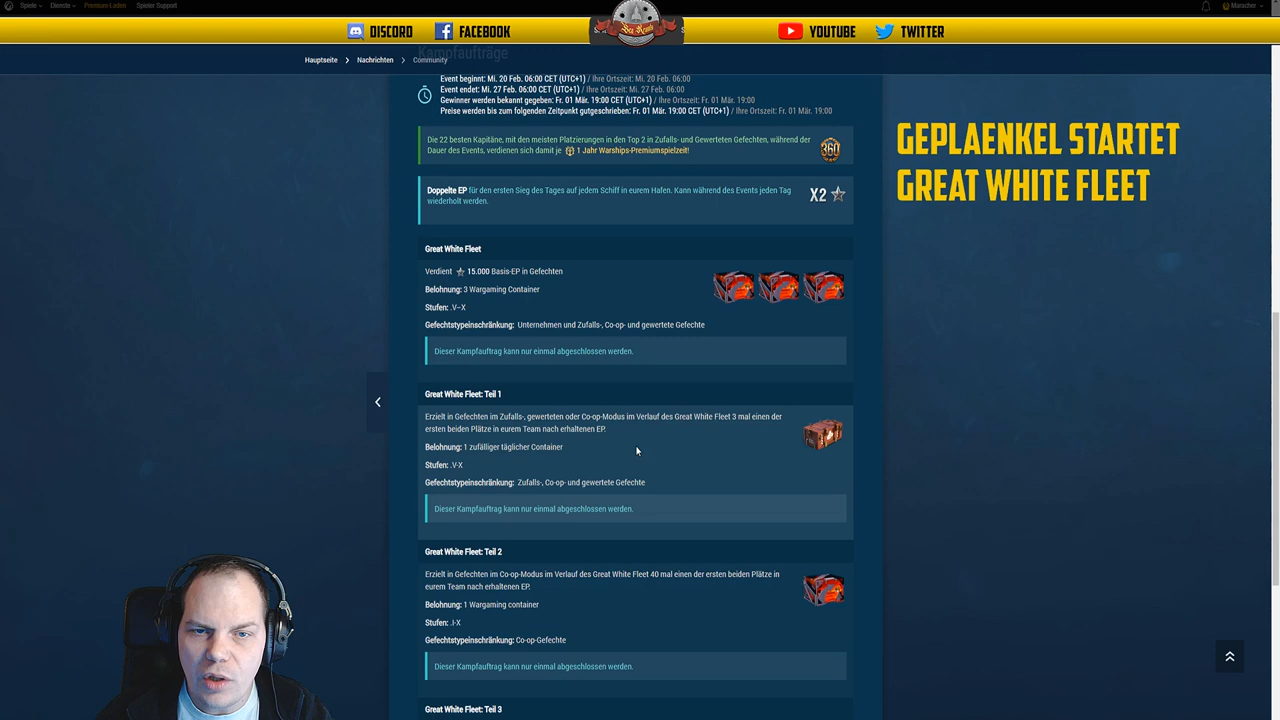 Spiele
Dienste
Premium-Laden
Spieler Support
Maracher
DISCORD
FACEBOOK
YOUTUBE
TWITTER
Kampfaufträge
Hauptseite
Nachrichten
Community
Event beginnt: Mi. 20 Feb. 06:00 CET (UTC+1) / Ihre Ortszeit: Mi. 20 Feb. 06:00
Event endet: Mi. 27 Feb. 06:00 CET (UTC+1) / Ihre Ortszeit: Mi. 27 Feb. 06:00
Gewinner werden bekannt gegeben: Fr. 01 Mär. 19:00 CET (UTC+1) / Ihre Ortszeit: Fr. 01 Mär. 19:00
Preise werden bis zum folgenden Zeitpunkt gutgeschrieben: Fr. 01 Mär. 19:00 CET (UTC+1) / Ihre Ortszeit: Fr. 01 Mär. 19:00
GEPLAENKEL STARTET
GREAT WHITE FLEET
Die 22 besten Kapitäne, mit den meisten Platzierungen in den Top 2 in Zufalls- und Gewerteten Gefechten, während der
Dauer des Events, verdienen sich damit je 1 Jahr Warships-Premiumspielzeit!
360
Doppelte EP für den ersten Sieg des Tages auf jedem Schiff in eurem Hafen. Kann während des Events jeden Tag
wiederholt werden.
X2
Great White Fleet
Verdient 15.000 Basis-EP in Gefechten
Belohnung: 3 Wargaming Container
Stufen: .V–X
Gefechtstypeinschränkung: Unternehmen und Zufalls-, Co-op- und gewertete Gefechte
Dieser Kampfauftrag kann nur einmal abgeschlossen werden.
Great White Fleet: Teil 1
Erzielt in Gefechten im Zufalls-, gewerteten oder Co-op-Modus im Verlauf des Great White Fleet 3 mal einen der
ersten beiden Plätze in eurem Team nach erhaltenen EP.
Belohnung: 1 zufälliger täglicher Container
Stufen: .V-X
Gefechtstypeinschränkung: Zufalls-, Co-op- und gewertete Gefechte
Dieser Kampfauftrag kann nur einmal abgeschlossen werden.
Great White Fleet: Teil 2
Erzielt in Gefechten im Co-op-Modus im Verlauf des Great White Fleet 40 mal einen der ersten beiden Plätze in
eurem Team nach erhaltenen EP.
Belohnung: 1 Wargaming container
Stufen: .I-X
Gefechtstypeinschränkung: Co-op-Gefechte
Dieser Kampfauftrag kann nur einmal abgeschlossen werden.
Great White Fleet: Teil 3